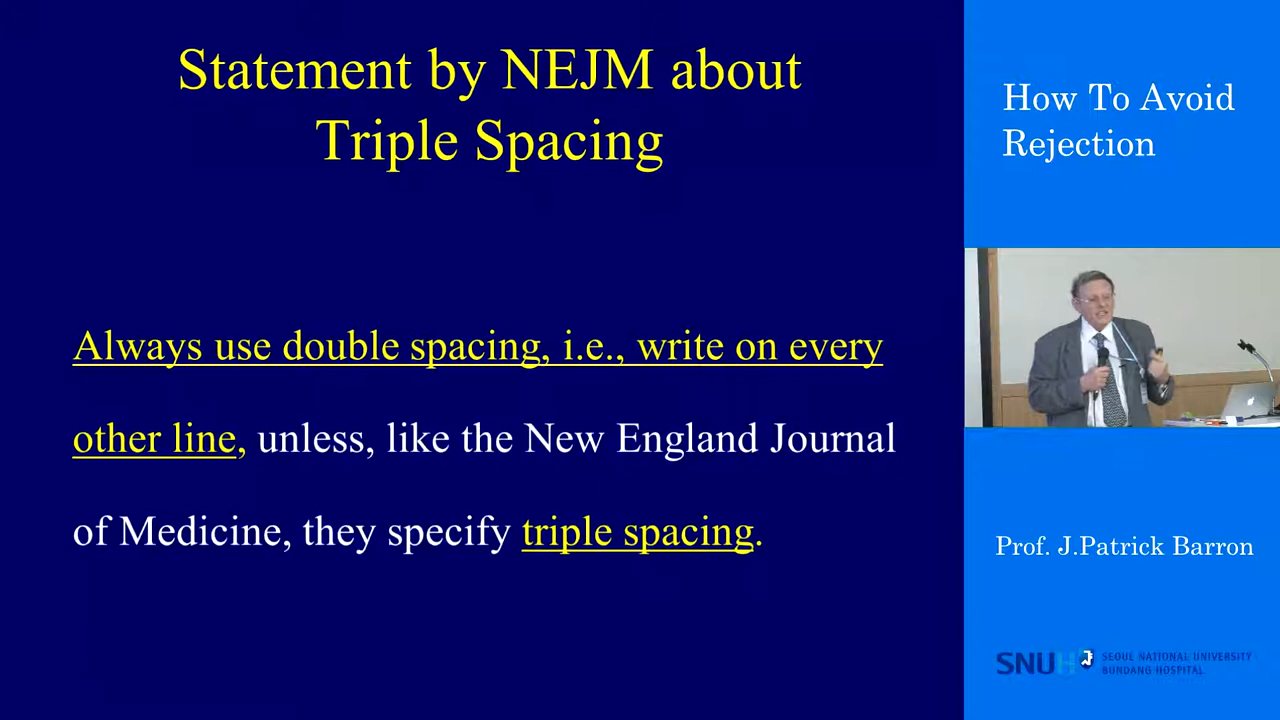 Statement by NEJM about
Triple Spacing
Always use double spacing, i.e., write on every
other line, unless, like the New England Journal
of Medicine, they specify triple spacing.
How To Avoid
Rejection
Prof. J.Patrick Barron
SNUH
SEOUL NATIONAL UNIVERSITY
BUNDANG HOSPITAL